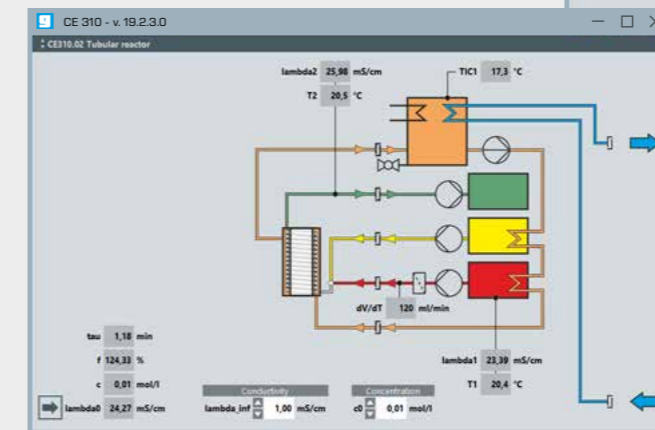 CE 310 - v. 19.2.3.0
CE310.02 Tubular reactor
lambda2 25,98 mS/cm
TIC1 17,3 °C
T2 20,5 °C
dV/dT 120 ml/min
tau 1,18 min
f 124,33 %
lambda1 23,39 mS/cm
c 0,01 mol/l
Conductivity
Concentration
T1 20,4 °C
lambda0 24,27 mS/cm
lambda_inf 1,00 mS/cm
c0 0,01 mol/l